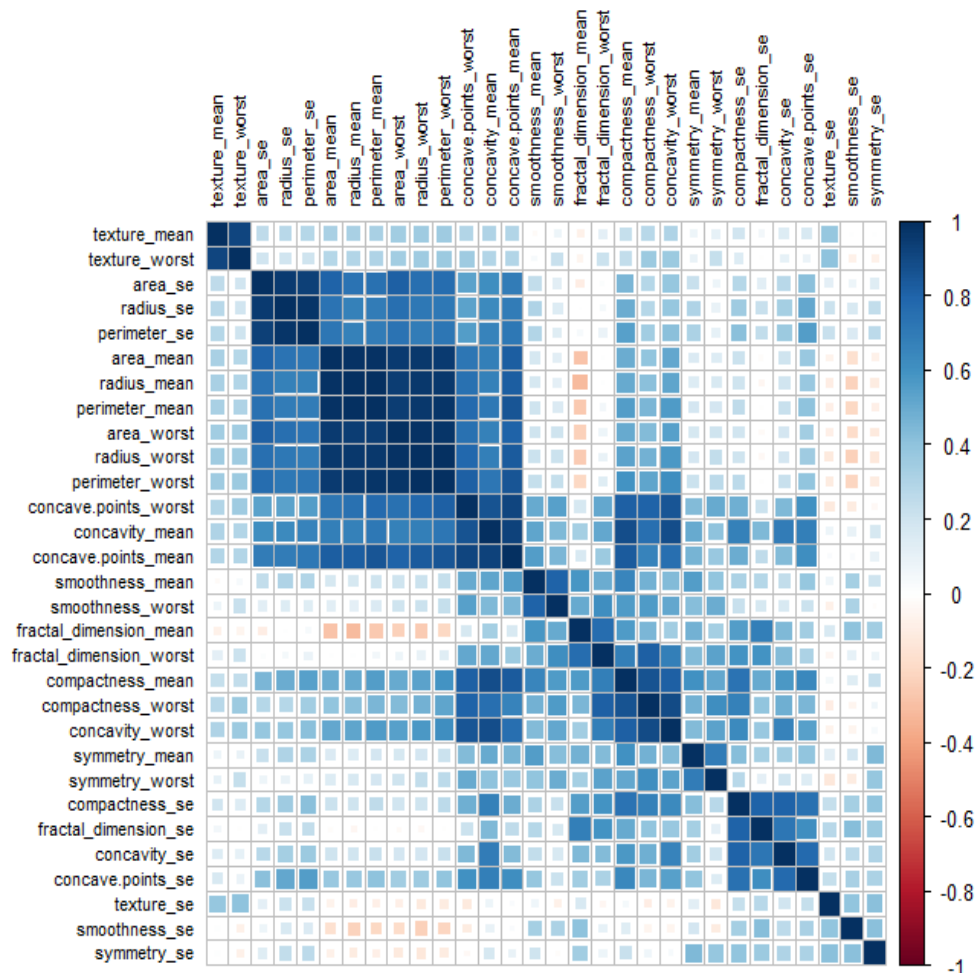 texture_mean
texture_worst
area_se
radius_se
perimeter_se
area_mean
radius_mean
perimeter_mean
area_worst
radius_worst
perimeter_worst
concave.points_worst
concavity_mean
concave.points_mean
smoothness_mean
smoothness_worst
fractal_dimension_mean
fractal_dimension_worst
compactness_mean
compactness_worst
concavity_worst
symmetry_mean
symmetry_worst
compactness_se
fractal_dimension_se
concavity_se
concave.points_se
texture_se
smoothness_se
symmetry_se
texture_mean
texture_worst
area_se
radius_se
perimeter_se
area_mean
radius_mean
perimeter_mean
area_worst
radius_worst
perimeter_worst
concave.points_worst
concavity_mean
concave.points_mean
smoothness_mean
smoothness_worst
fractal_dimension_mean
fractal_dimension_worst
compactness_mean
compactness_worst
concavity_worst
symmetry_mean
symmetry_worst
compactness_se
fractal_dimension_se
concavity_se
concave.points_se
texture_se
smoothness_se
symmetry_se
1
0.8
0.6
0.4
0.2
0
-0.2
-0.4
-0.6
-0.8
-1